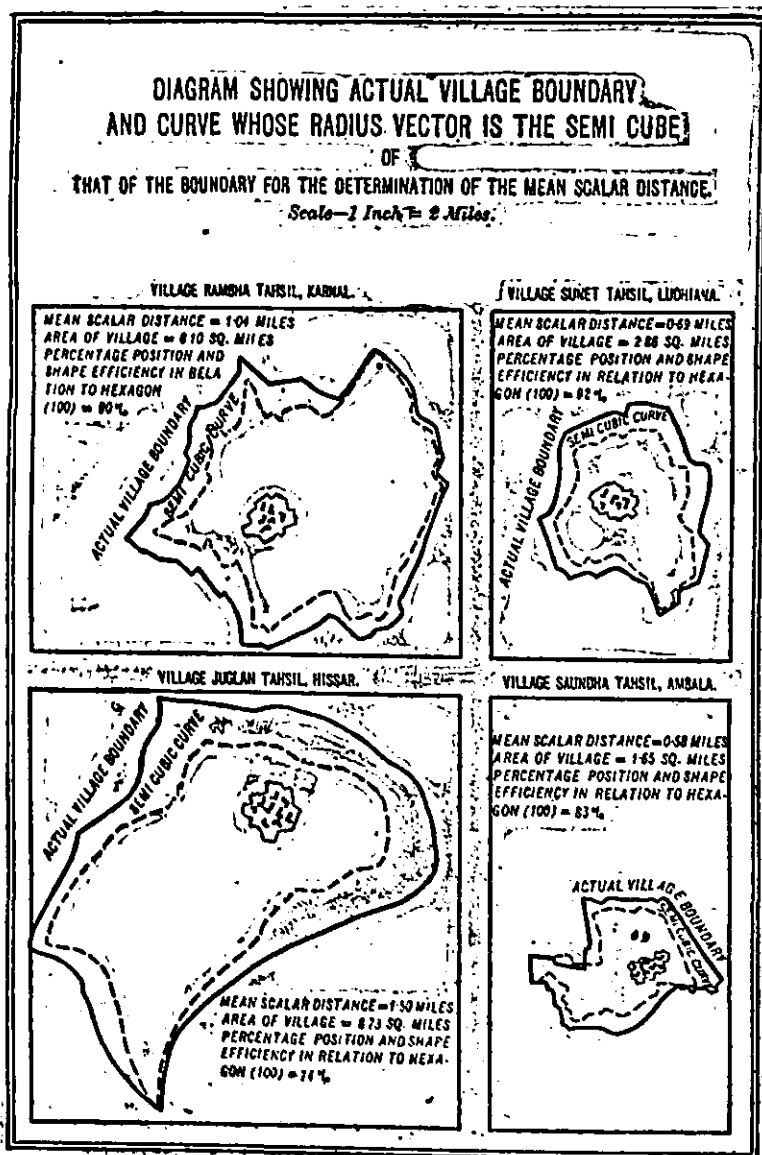 DIAGRAM SHOWING ACTUAL VILLAGE BOUNDARY
AND CURVE WHOSE RADIUS VECTOR IS THE SEMI CUBE
OF
THAT OF THE BOUNDARY FOR THE DETERMINATION OF THE MEAN SCALAR DISTANCE.
Scale—1 Inch = 2 Miles.
VILLAGE RAMBHA TAHSIL, KARNAL.
MEAN SCALAR DISTANCE = 1·04 MILES
AREA OF VILLAGE = 6·10 SQ. MILES
PERCENTAGE POSITION AND
SHAPE EFFICIENCY IN RELA
TION TO HEXAGON
(100) = 90 %
ACTUAL VILLAGE BOUNDARY
SEMI CUBIC CURVE
VILLAGE SUNET TAHSIL, LUDHIANA.
MEAN SCALAR DISTANCE = 0·69 MILES
AREA OF VILLAGE = 2·86 SQ. MILES
PERCENTAGE POSITION AND SHAPE
EFFICIENCY IN RELATION TO HEXA-
GON (100) = 92 %
ACTUAL VILLAGE BOUNDARY
SEMI CUBIC CURVE
VILLAGE JUGLAN TAHSIL, HISSAR.
ACTUAL VILLAGE BOUNDARY
SEMI CUBIC CURVE
MEAN SCALAR DISTANCE = 1·50 MILES
AREA OF VILLAGE = 8·73 SQ. MILES
PERCENTAGE POSITION AND SHAPE
EFFICIENCY IN RELATION TO HEXA-
GON (100) = 74 %
VILLAGE SAUNDHA TAHSIL, AMBALA.
MEAN SCALAR DISTANCE = 0·58 MILES
AREA OF VILLAGE = 1·65 SQ. MILES
PERCENTAGE POSITION AND SHAPE
EFFICIENCY IN RELATION TO HEXA-
GON (100) = 83 %
ACTUAL VILLAGE BOUNDARY
SEMI CUBIC CURVE